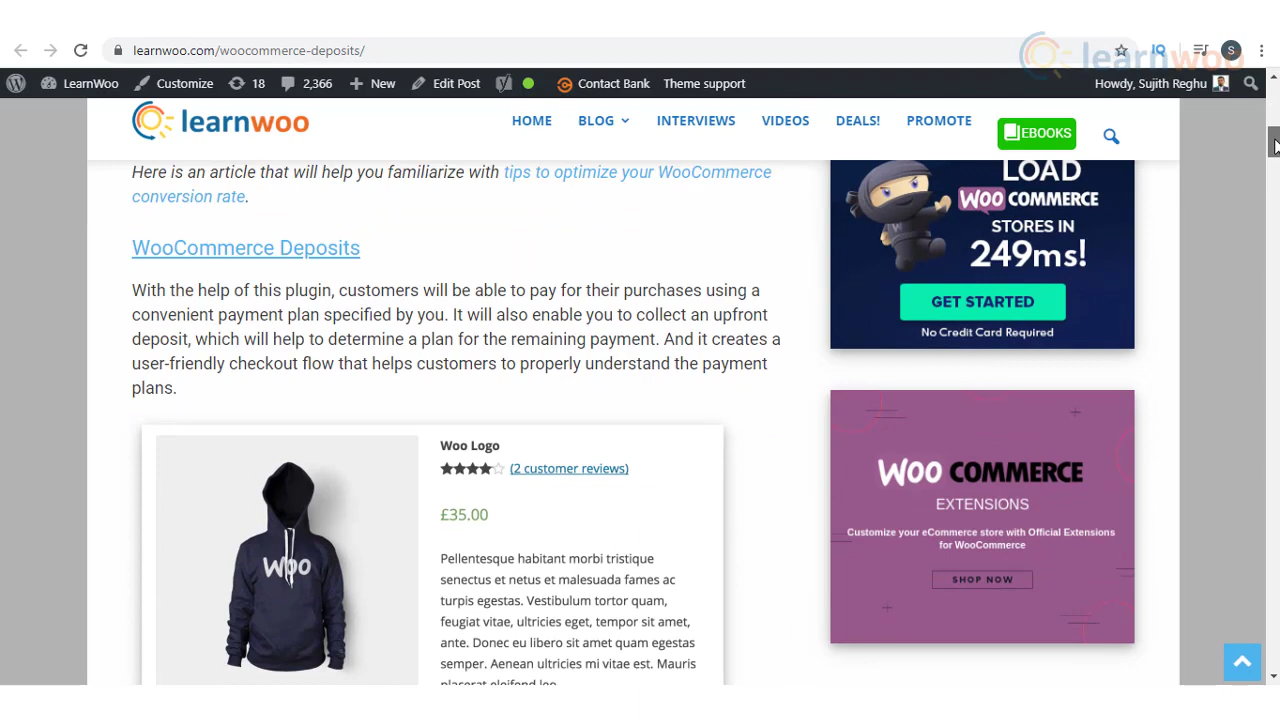 learnwoo.com/woocommerce-deposits/
S
learnwoo
LearnWoo
Customize
18
2,366
New
Edit Post
Contact Bank
Theme support
Howdy, Sujith Reghu
learnwoo
HOME
BLOG
INTERVIEWS
VIDEOS
DEALS!
PROMOTE
EBOOKS
Here is an article that will help you familiarize with tips to optimize your WooCommerce
conversion rate.
WooCommerce Deposits
With the help of this plugin, customers will be able to pay for their purchases using a
convenient payment plan specified by you. It will also enable you to collect an upfront
deposit, which will help to determine a plan for the remaining payment. And it creates a
user-friendly checkout flow that helps customers to properly understand the payment
plans.
Woo
Woo Logo
(2 customer reviews)
£35.00
Pellentesque habitant morbi tristique
senectus et netus et malesuada fames ac
turpis egestas. Vestibulum tortor quam,
feugiat vitae, ultricies eget, tempor sit amet,
ante. Donec eu libero sit amet quam egestas
semper. Aenean ultricies mi vitae est. Mauris
LOAD
WOO COMMERCE
STORES IN
249ms!
GET STARTED
No Credit Card Required
WOO COMMERCE
EXTENSIONS
Customize your eCommerce store with Official Extensions
for WooCommerce
SHOP NOW